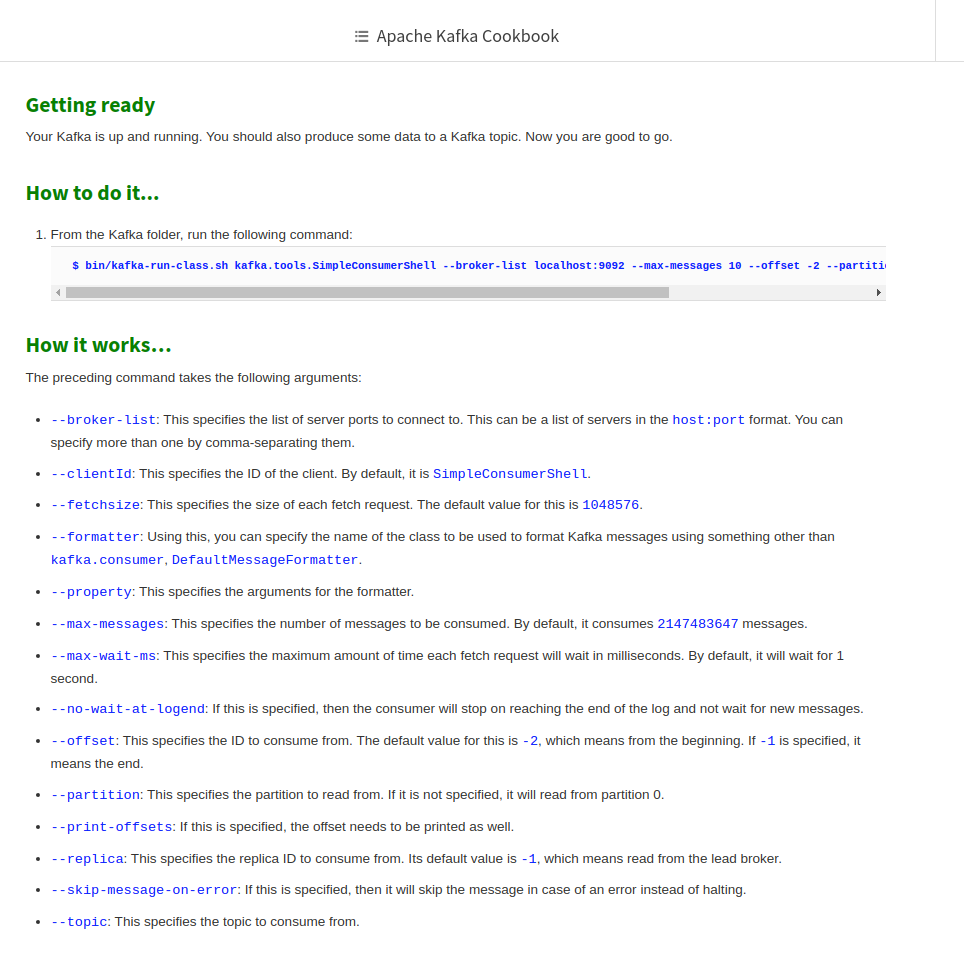 Apache Kafka Cookbook
Getting ready
Your Kafka is up and running. You should also produce some data to a Kafka topic. Now you are good to go.
How to do it...
1. From the Kafka folder, run the following command:
$ bin/kafka-run-class.sh kafka.tools.SimpleConsumerShell --broker-list localhost:9092 --max-messages 10 --offset -2
How it works...
The preceding command takes the following arguments:
• --broker-list: This specifies the list of server ports to connect to. This can be a list of servers in the host:port format. You can
specify more than one by comma-separating them.
• --clientId: This specifies the ID of the client. By default, it is SimpleConsumerShell.
• --fetchsize: This specifies the size of each fetch request. The default value for this is 1048576.
• --formatter: Using this, you can specify the name of the class to be used to format Kafka messages using something other than
kafka.consumer, DefaultMessageFormatter.
• --property: This specifies the arguments for the formatter.
• --max-messages: This specifies the number of messages to be consumed. By default, it consumes 2147483647 messages.
• --max-wait-ms: This specifies the maximum amount of time each fetch request will wait in milliseconds. By default, it will wait for 1
second.
• --no-wait-at-logend: If this is specified, then the consumer will stop on reaching the end of the log and not wait for new messages.
• --offset: This specifies the ID to consume from. The default value for this is -2, which means from the beginning. If -1 is specified, it
means the end.
• --partition: This specifies the partition to read from. If it is not specified, it will read from partition 0.
• --print-offsets: If this is specified, the offset needs to be printed as well.
• --replica: This specifies the replica ID to consume from. Its default value is -1, which means read from the lead broker.
• --skip-message-on-error: If this is specified, then it will skip the message in case of an error instead of halting.
• --topic: This specifies the topic to consume from.